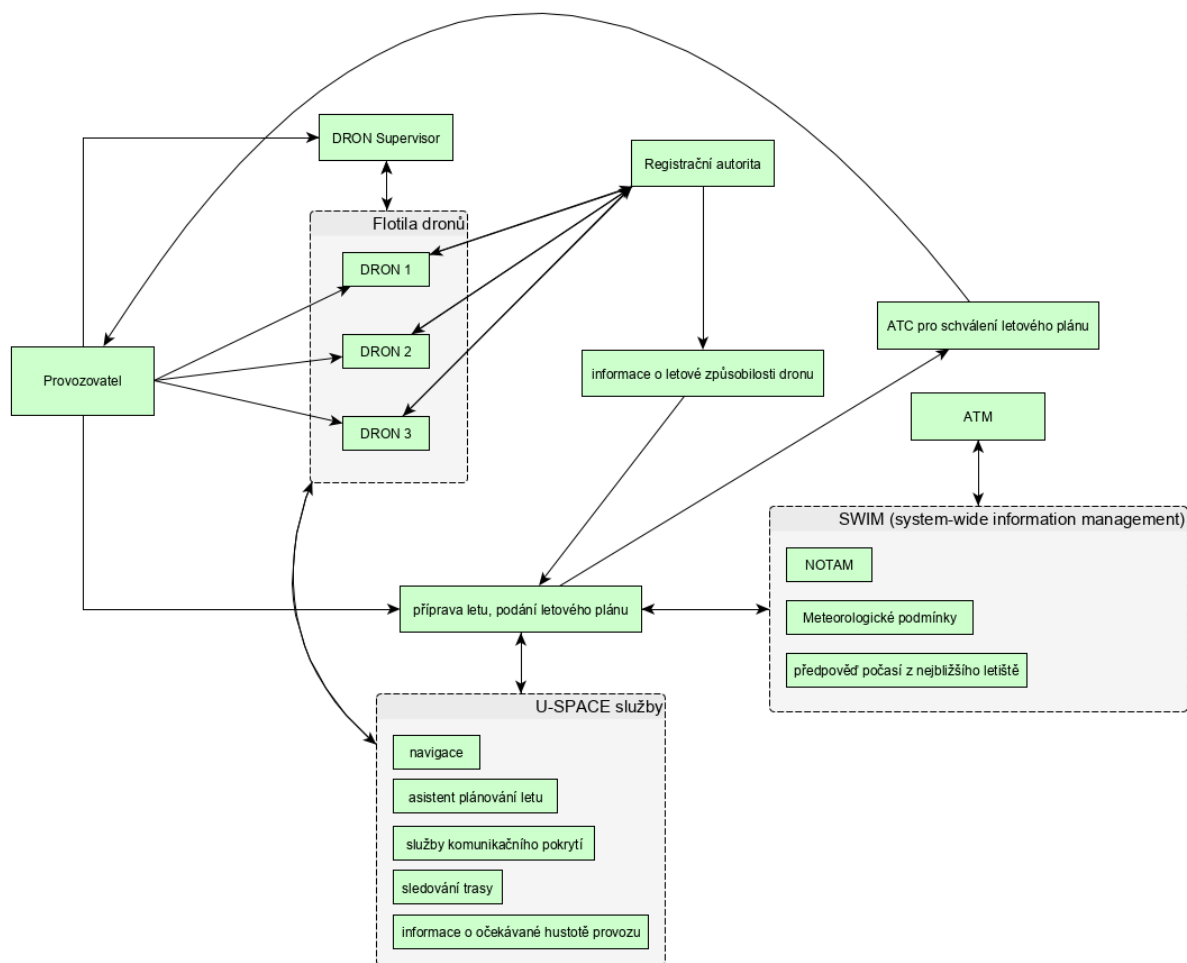 DRON Supervisor
Registrační autorita
Flotila dronů
DRON 1
ATC pro schválení letového plánu
DRON 2
Provozovatel
informace o letové způsobilosti dronu
ATM
DRON 3
SWIM (system-wide information management)
NOTAM
příprava letu, podání letového plánu
Meteorologické podmínky
předpověď počasí z nejbližšího letiště
U-SPACE služby
navigace
asistent plánování letu
služby komunikačního pokrytí
sledování trasy
informace o očekávané hustotě provozu